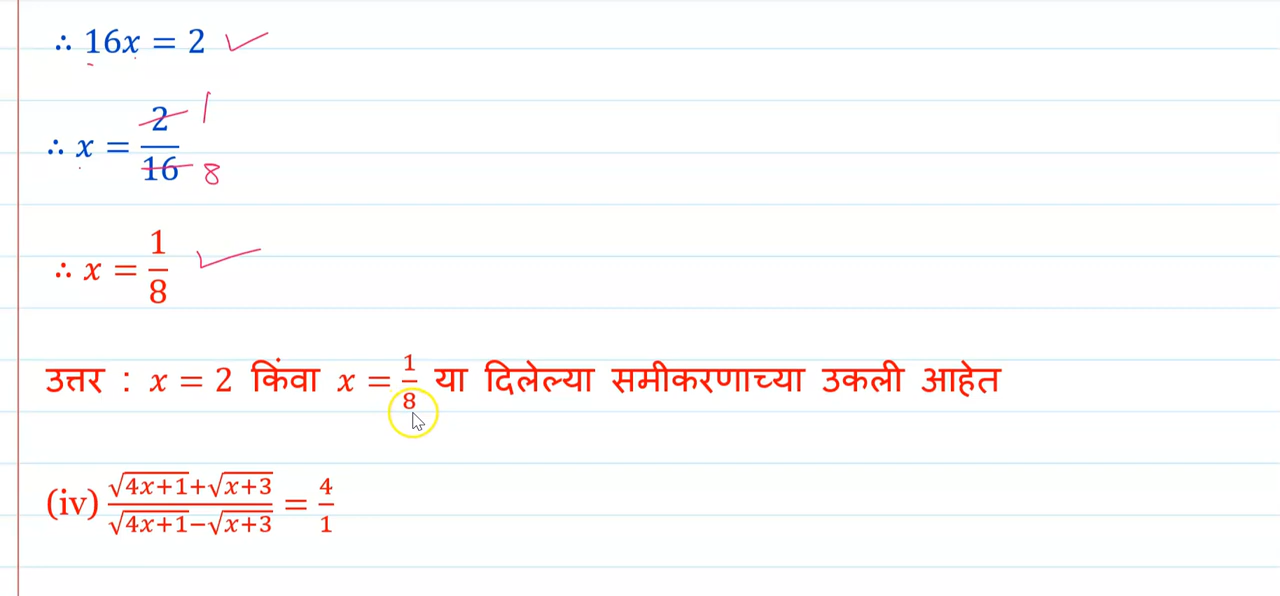 ∴ 16x = 2
∴ x = 2/16 1 8
∴ x = 1/8
उत्तर : x = 2 किंवा x = 1/8 या दिलेल्या समीकरणाच्या उकली आहेत
(iv) (√(4x+1)+√(x+3))/(√(4x+1)−√(x+3)) = 4/1